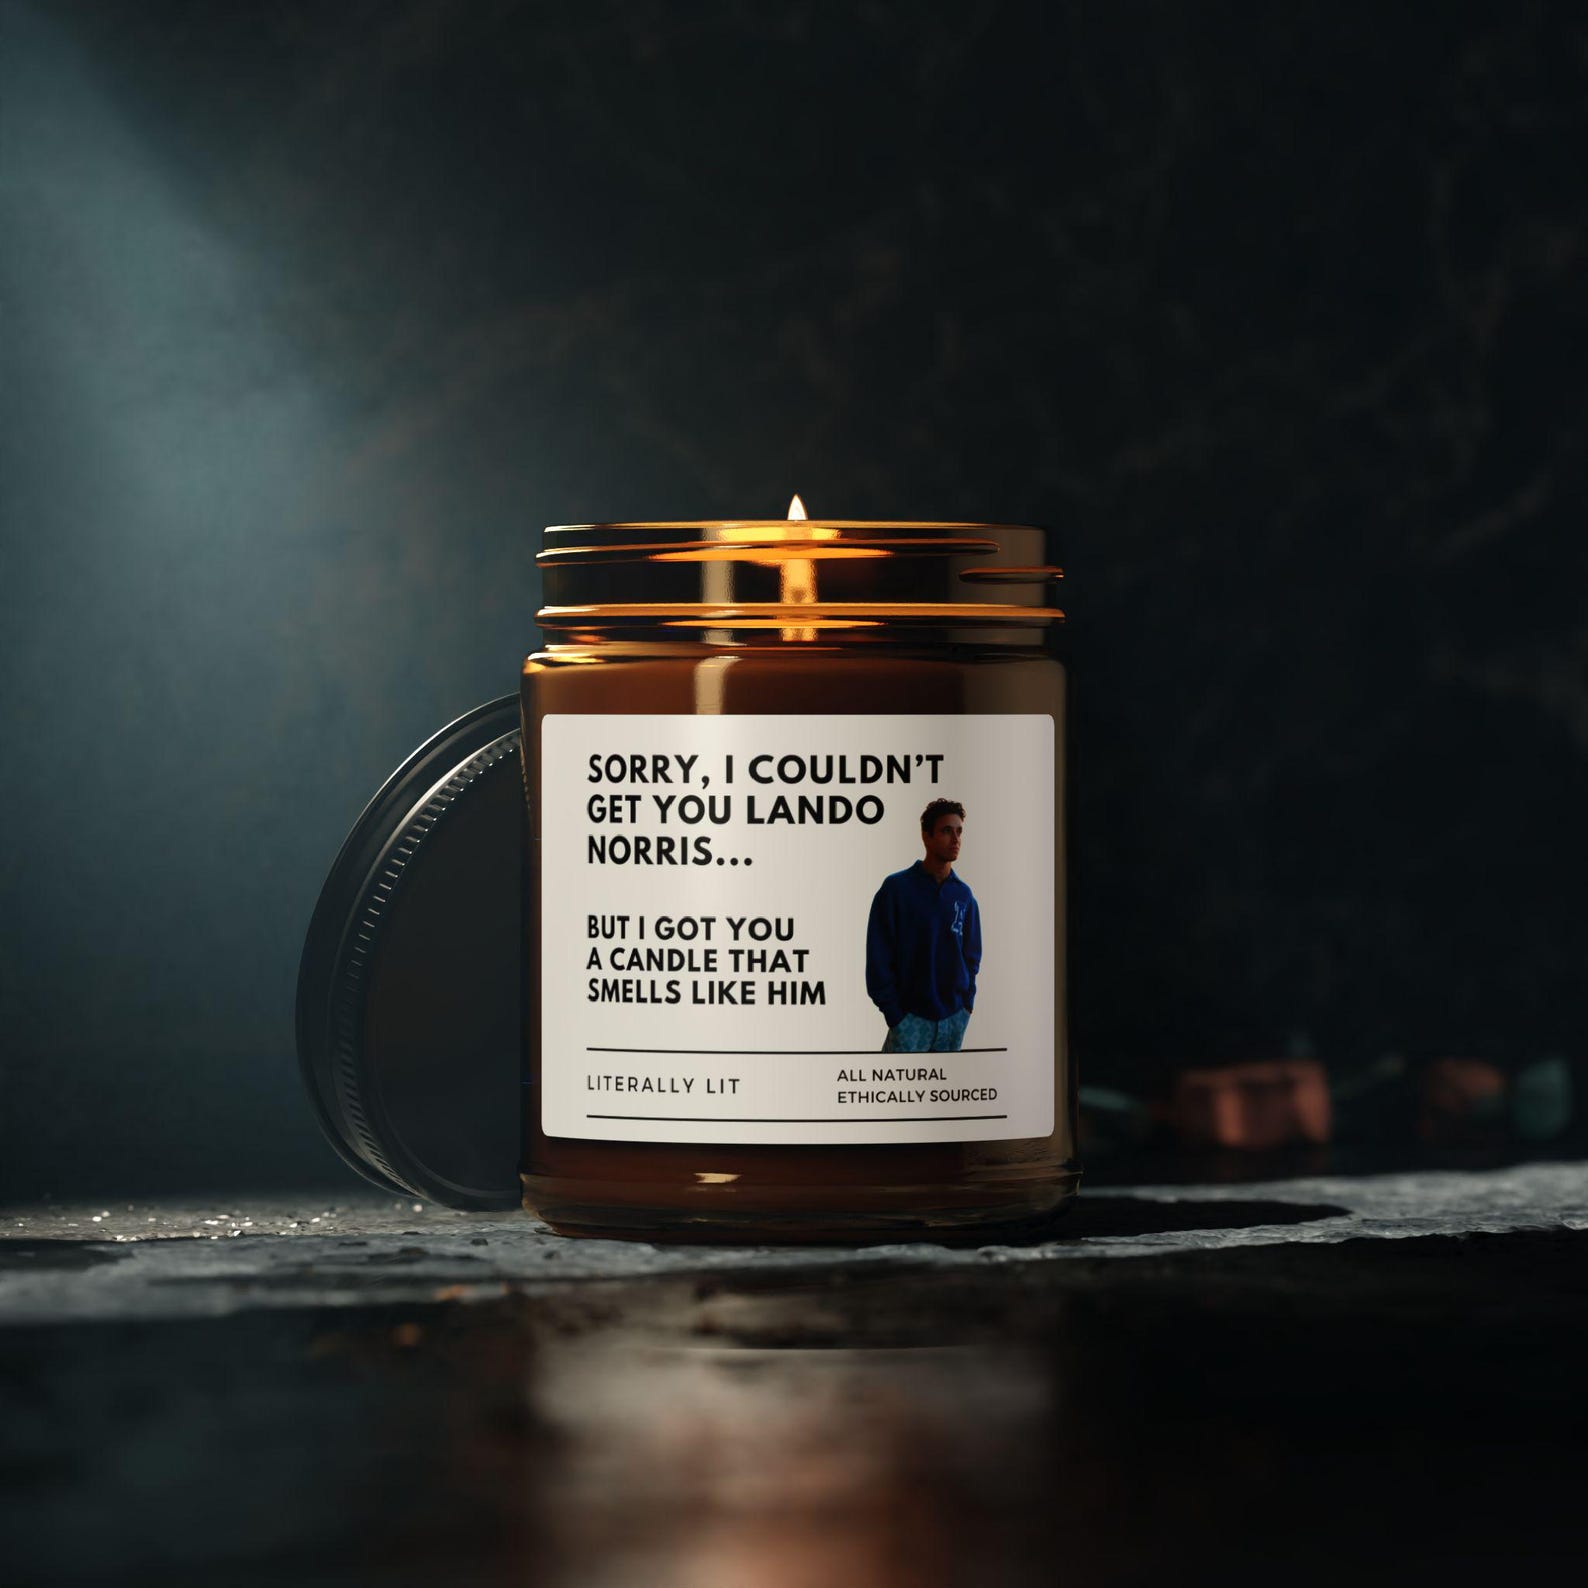 SORRY, I COULDN'T
GET YOU LANDO
NORRIS...
BUT I GOT YOU
A CANDLE THAT
SMELLS LIKE HIM
LITERALLY LIT
ALL NATURAL
ETHICALLY SOURCED